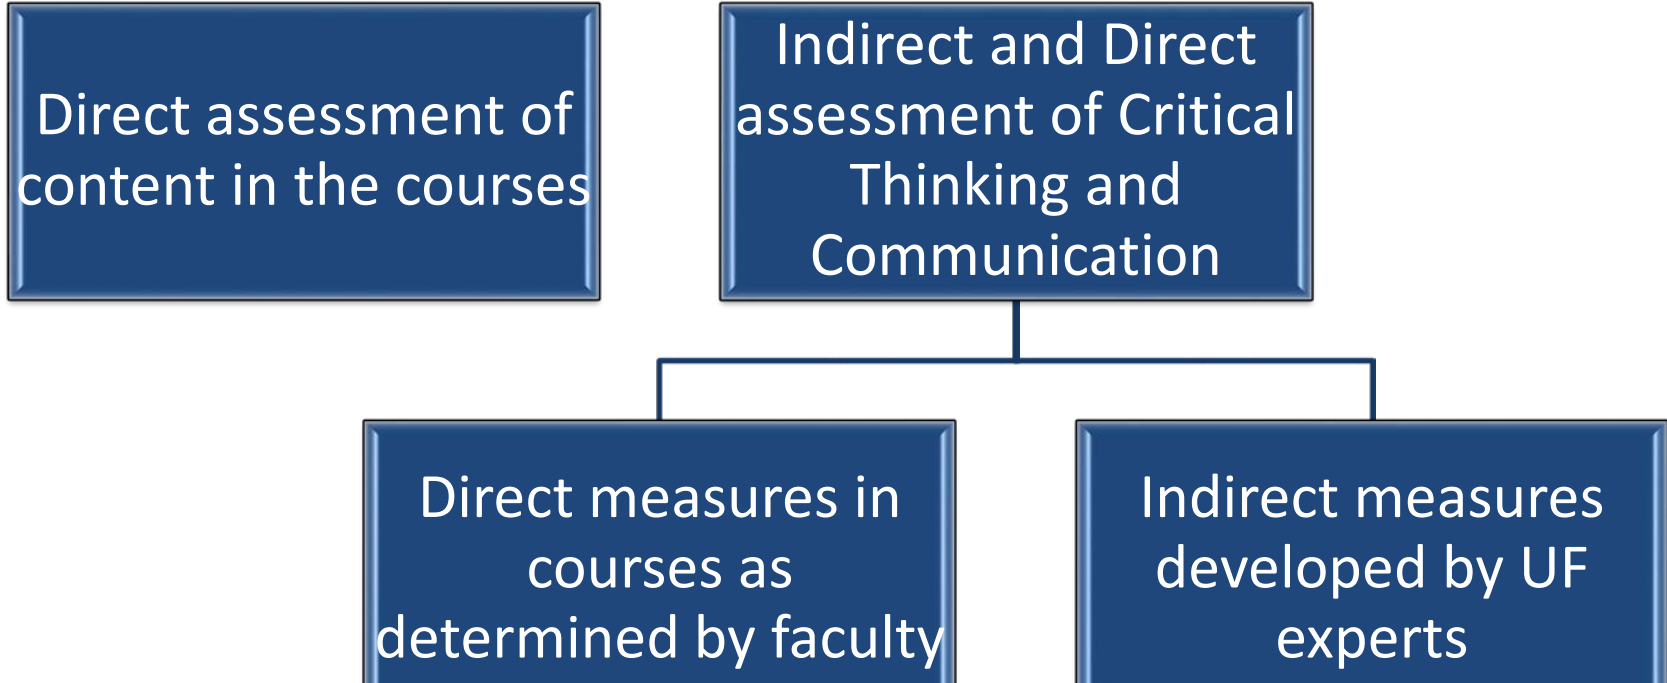 Direct assessment of
content in the courses
Indirect and Direct
assessment of Critical
Thinking and
Communication
Direct measures in
courses as
determined by faculty
Indirect measures
developed by UF
experts